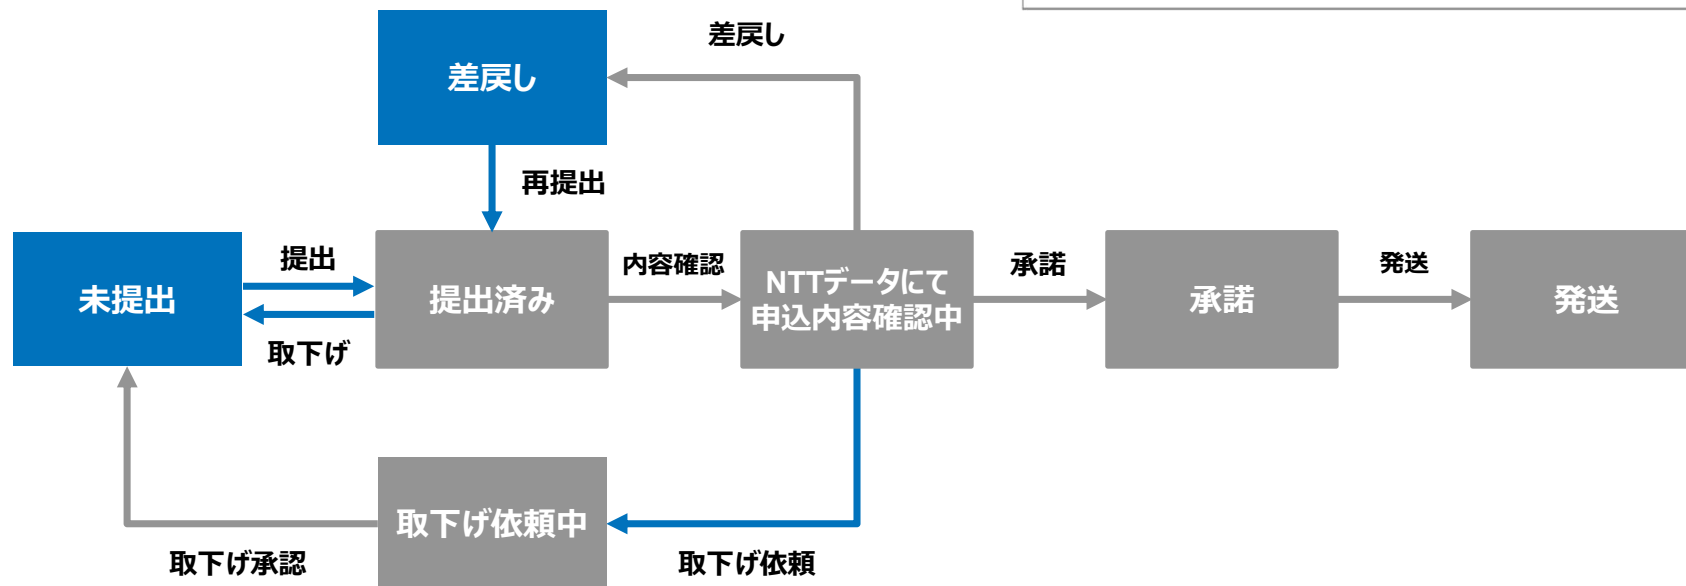 差戻し
差戻し
再提出
未提出
提出
取下げ
提出済み
内容確認
NTTデータにて
申込内容確認中
承諾
承諾
発送
発送
取下げ依頼中
取下げ承認
取下げ依頼